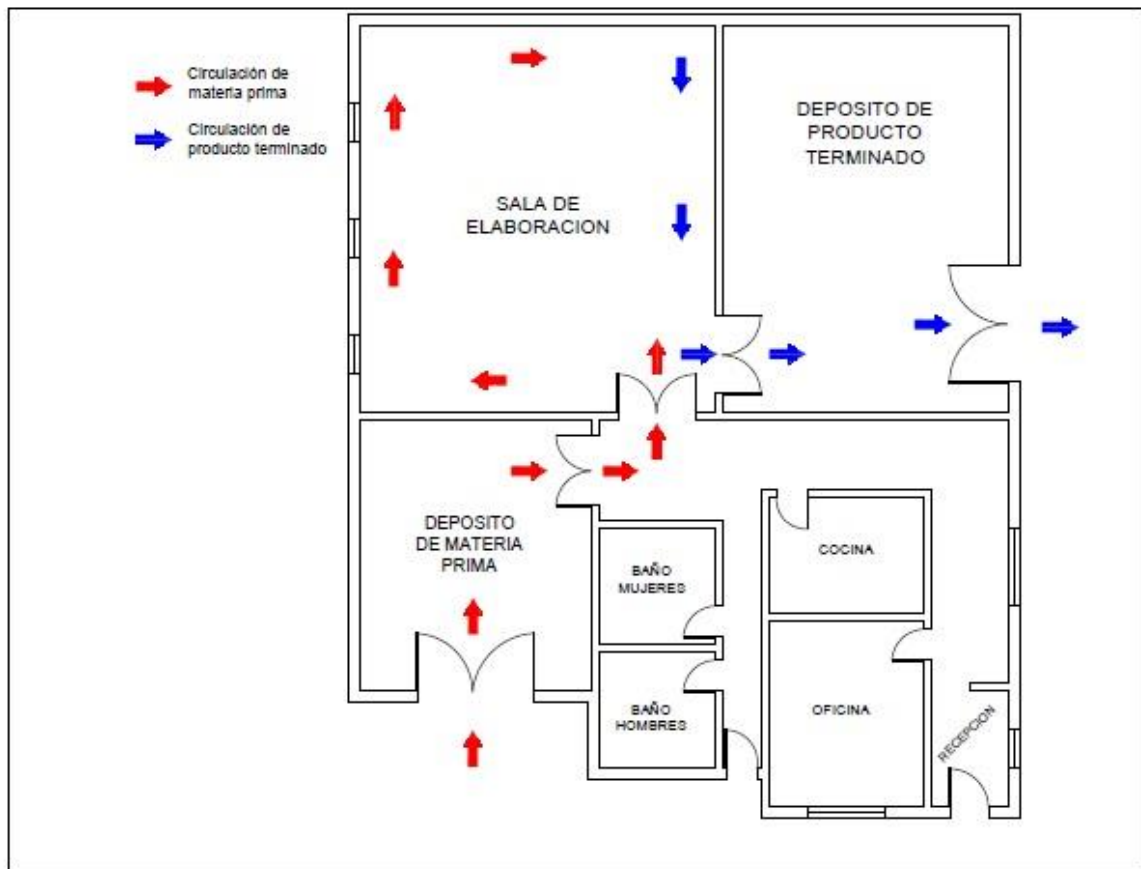 Circulación de
materia prima
Circulación de
producto terminado
DEPOSITO DE
PRODUCTO
TERMINADO
SALA DE
ELABORACION
DEPOSITO
DE MATERIA
PRIMA
BAÑO
MUJERES
COCINA
BAÑO
HOMBRES
OFICINA
RECEPCION